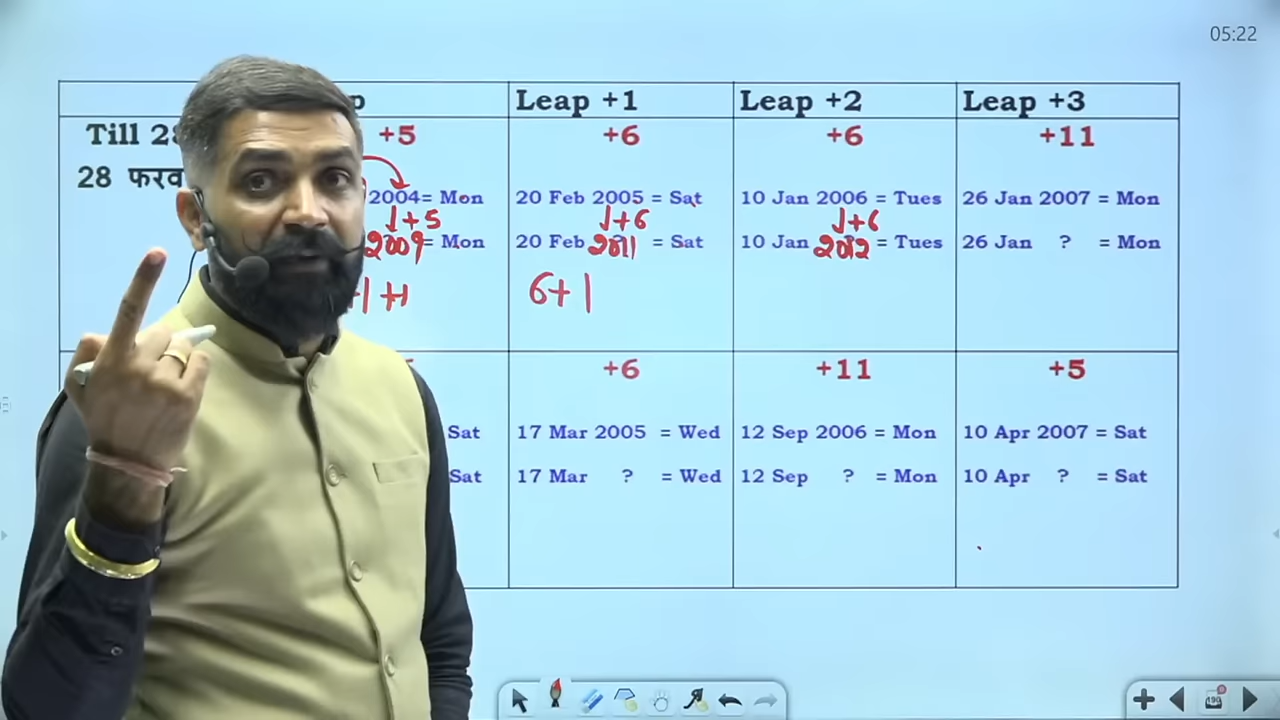 05:22
Leap +1 Leap +2 Leap +3
Till +5 +6 +6 +11
28
2004= Mon 20 Feb 2005 = Sat 10 Jan 2006 = Tues 26 Jan 2007 = Mon
↓+5 ↓+6 ↓+6
2009= Mon 20 Feb 2011 = Sat 10 Jan 2012 = Tues 26 Jan ? = Mon
+1 6+1
+6 +11 +5
Sat 17 Mar 2005 = Wed 12 Sep 2006 = Mon 10 Apr 2007 = Sat
Sat 17 Mar ? = Wed 12 Sep ? = Mon 10 Apr ? = Sat